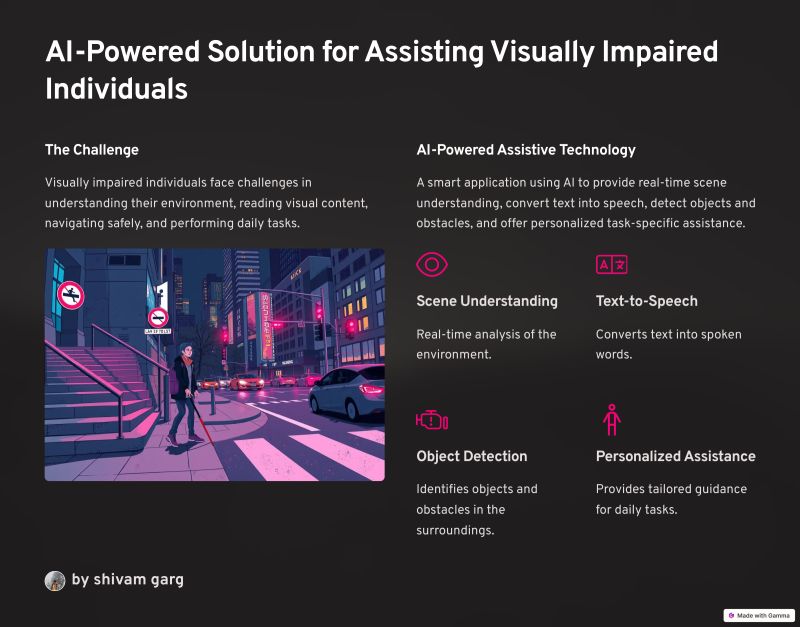 AI-Powered Solution for Assisting Visually Impaired
Individuals
The Challenge
Visually impaired individuals face challenges in
understanding their environment, reading visual content,
navigating safely, and performing daily tasks.
AI-Powered Assistive Technology
A smart application using AI to provide real-time scene
understanding, convert text into speech, detect objects and
obstacles, and offer personalized task-specific assistance.
Scene Understanding
Real-time analysis of the
environment.
Text-to-Speech
Converts text into spoken
words.
Object Detection
Identifies objects and
obstacles in the
surroundings.
Personalized Assistance
Provides tailored guidance
for daily tasks.
by shivam garg
Made with Gamma